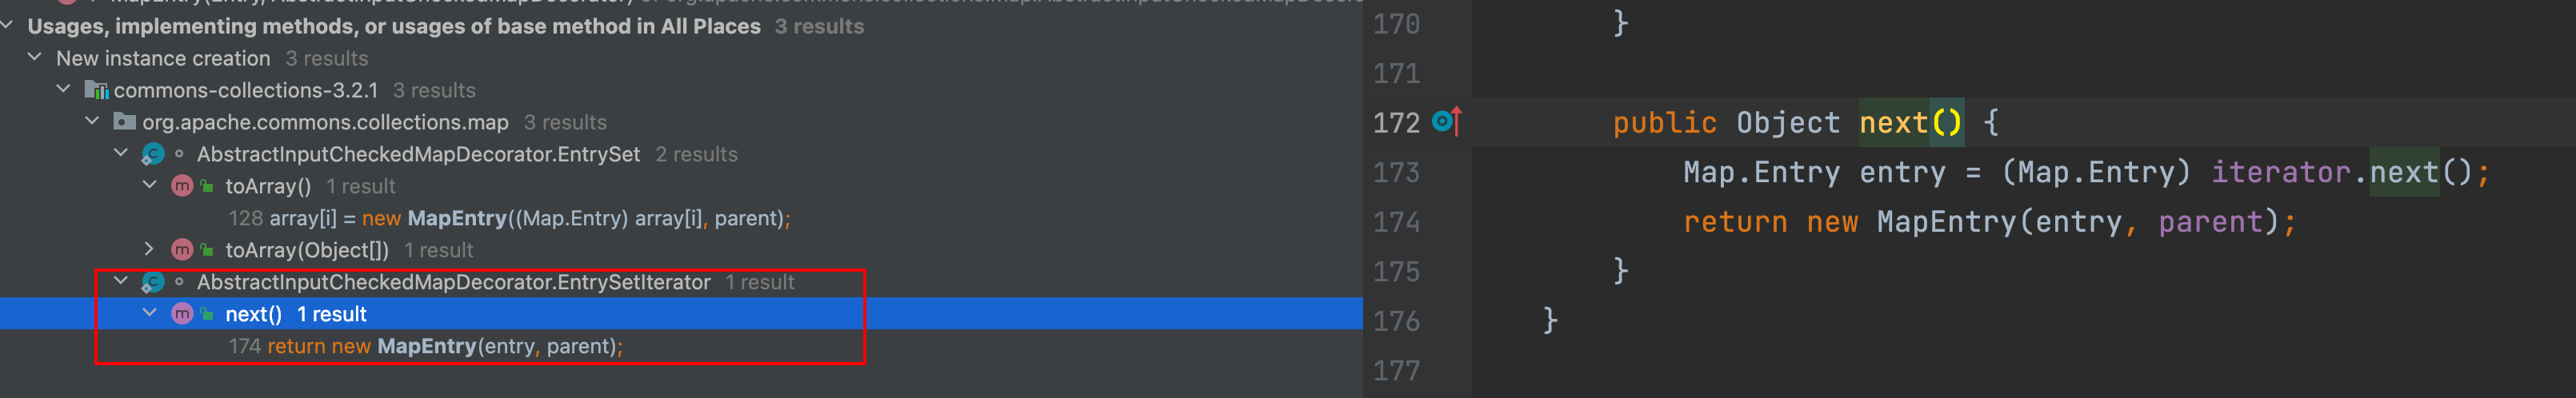 MapEntry(Entry, AbstractInputCheckedMapDecorator)
Usages, implementing methods, or usages of base method in All Places 3 results
New instance creation 3 results
commons-collections-3.2.1 3 results
org.apache.commons.collections.map 3 results
AbstractInputCheckedMapDecorator.EntrySet 2 results
toArray() 1 result
128 array[i] = new MapEntry((Map.Entry) array[i], parent);
toArray(Object[]) 1 result
AbstractInputCheckedMapDecorator.EntrySetIterator 1 result
next() 1 result
174 return new MapEntry(entry, parent);
170 }
171
172 public Object next() {
173 Map.Entry entry = (Map.Entry) iterator.next();
174 return new MapEntry(entry, parent);
175 }
176 }
177